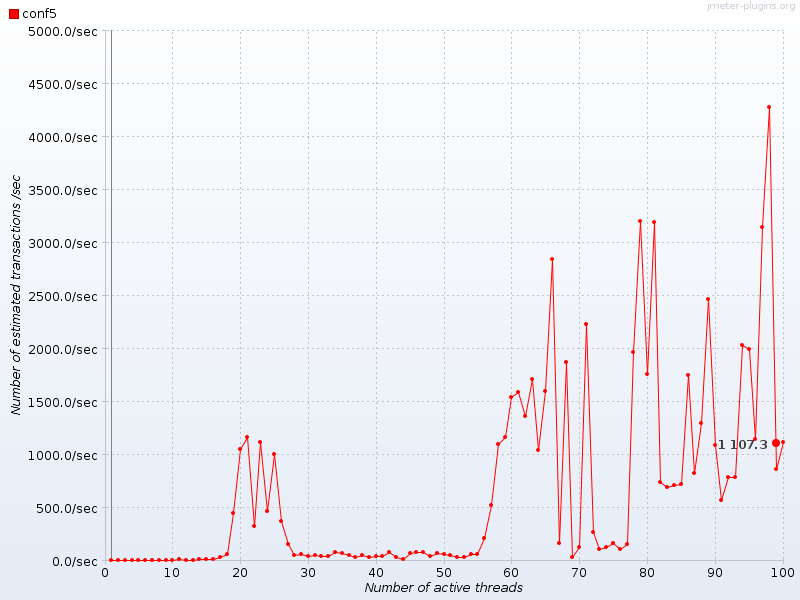 jmeter-plugins.org
conf5
5000.0/sec
4500.0/sec
4000.0/sec
3500.0/sec
3000.0/sec
2500.0/sec
2000.0/sec
1500.0/sec
1000.0/sec
500.0/sec
0.0/sec
Number of estimated transactions /sec
1 107.3
0 10 20 30 40 50 60 70 80 90 100
Number of active threads